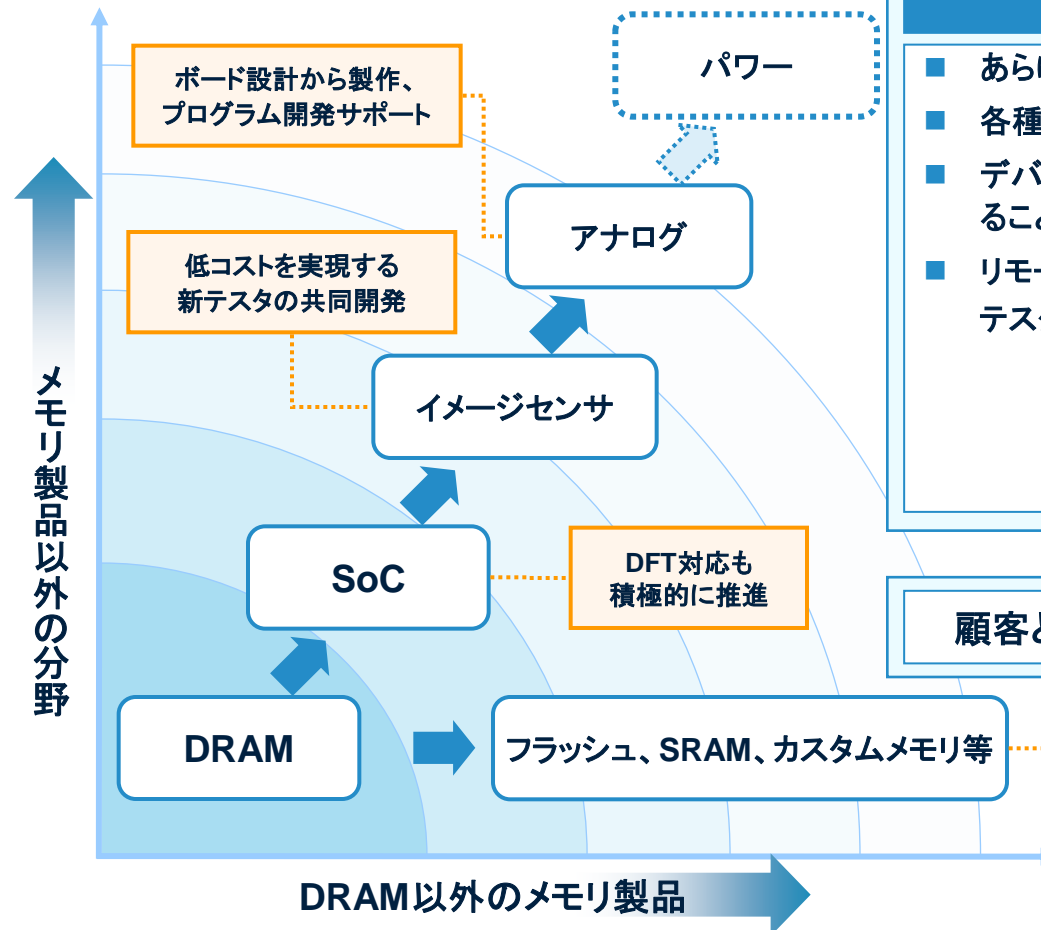 ボード設計から製作、
プログラム開発サポート
パワー
アナログ
低コストを実現する
新テスタの共同開発
イメージセンサ
SoC
DFT対応も
積極的に推進
DRAM
フラッシュ、SRAM、カスタムメモリ等
メモリ製品以外の分野
DRAM以外のメモリ製品
あら
各種
デバ
るこ
リモー
テス
顧客